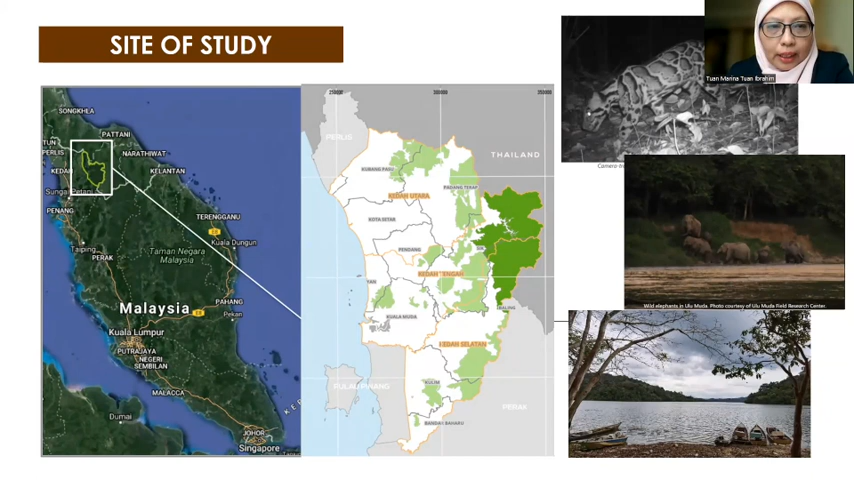 SITE OF STUDY
Tuan Marina Tuan Ibrahim
SONGKHLA
PATTANI
PERLIS
NARATHIWAT
KEDAH
KELANTAN
Sungai Petani
PENANG
TERENGGANU
Kuala Dungun
Taiping
PERAK
Taman Negara
Malaysia
Malaysia
PAHANG
Pekan
Kuala Lumpur
PUTRAJAYA
NEGERI
SEMBILAN
MALACCA
Dumai
JOHOR
Singapore
PERLIS
THAILAND
KUBANG PASU
PADANG TERAP
KEDAH UTARA
KOTA SETAR
PENDANG
SIK
KEDAH TENGAH
BALING
KUALA MUDA
KEDAH SELATAN
KULIM
PULAU PINANG
PERAK
BANDAR BAHARU
Wild elephants in Ulu Muda. Photo courtesy of Ulu Muda Field Research Center.